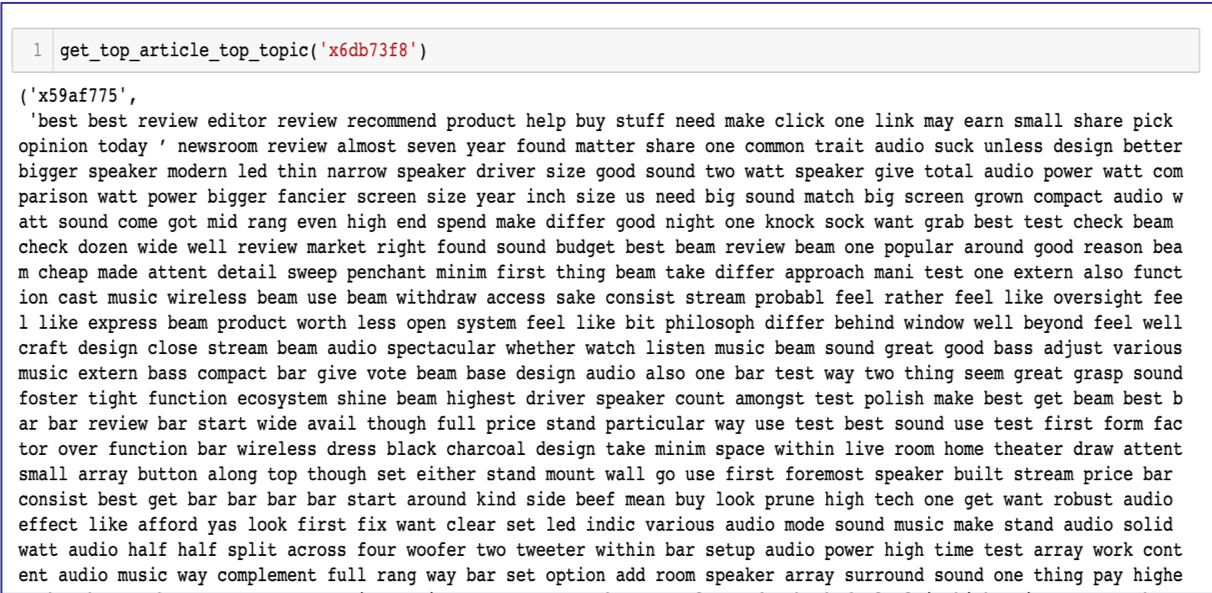 1 get_top_article_top_topic('x6db73f8')
('x59af775',
'best best review editor review recommend product help buy stuff need make click one link may earn small share pick
opinion today ’ newsroom review almost seven year found matter share one common trait audio suck unless design better
bigger speaker modern led thin narrow speaker driver size good sound two watt speaker give total audio power watt com
parison watt power bigger fancier screen size year inch size us need big sound match big screen grown compact audio w
att sound come got mid rang even high end spend make differ good night one knock sock want grab best test check beam
check dozen wide well review market right found sound budget best beam review beam one popular around good reason bea
m cheap made attent detail sweep penchant minim first thing beam take differ approach mani test one extern also funct
ion cast music wireless beam use beam withdraw access sake consist stream probabl feel rather feel like oversight fee
l like express beam product worth less open system feel like bit philosoph differ behind window well beyond feel well
craft design close stream beam audio spectacular whether watch listen music beam sound great good bass adjust various
music extern bass compact bar give vote beam base design audio also one bar test way two thing seem great grasp sound
foster tight function ecosystem shine beam highest driver speaker count amongst test polish make best get beam best b
ar bar review bar start wide avail though full price stand particular way use test best sound use test first form fac
tor over function bar wireless dress black charcoal design take minim space within live room home theater draw attent
small array button along top though set either stand mount wall go use first foremost speaker built stream price bar
consist best get bar bar bar bar start around kind side beef mean buy look prune high tech one get want robust audio
effect like afford yas look first fix want clear set led indic various audio mode sound music make stand audio solid
watt audio half half split across four woofer two tweeter within bar setup audio power high time test array work cont
ent audio music way complement full rang way bar set option add room speaker array surround sound one thing pay highe